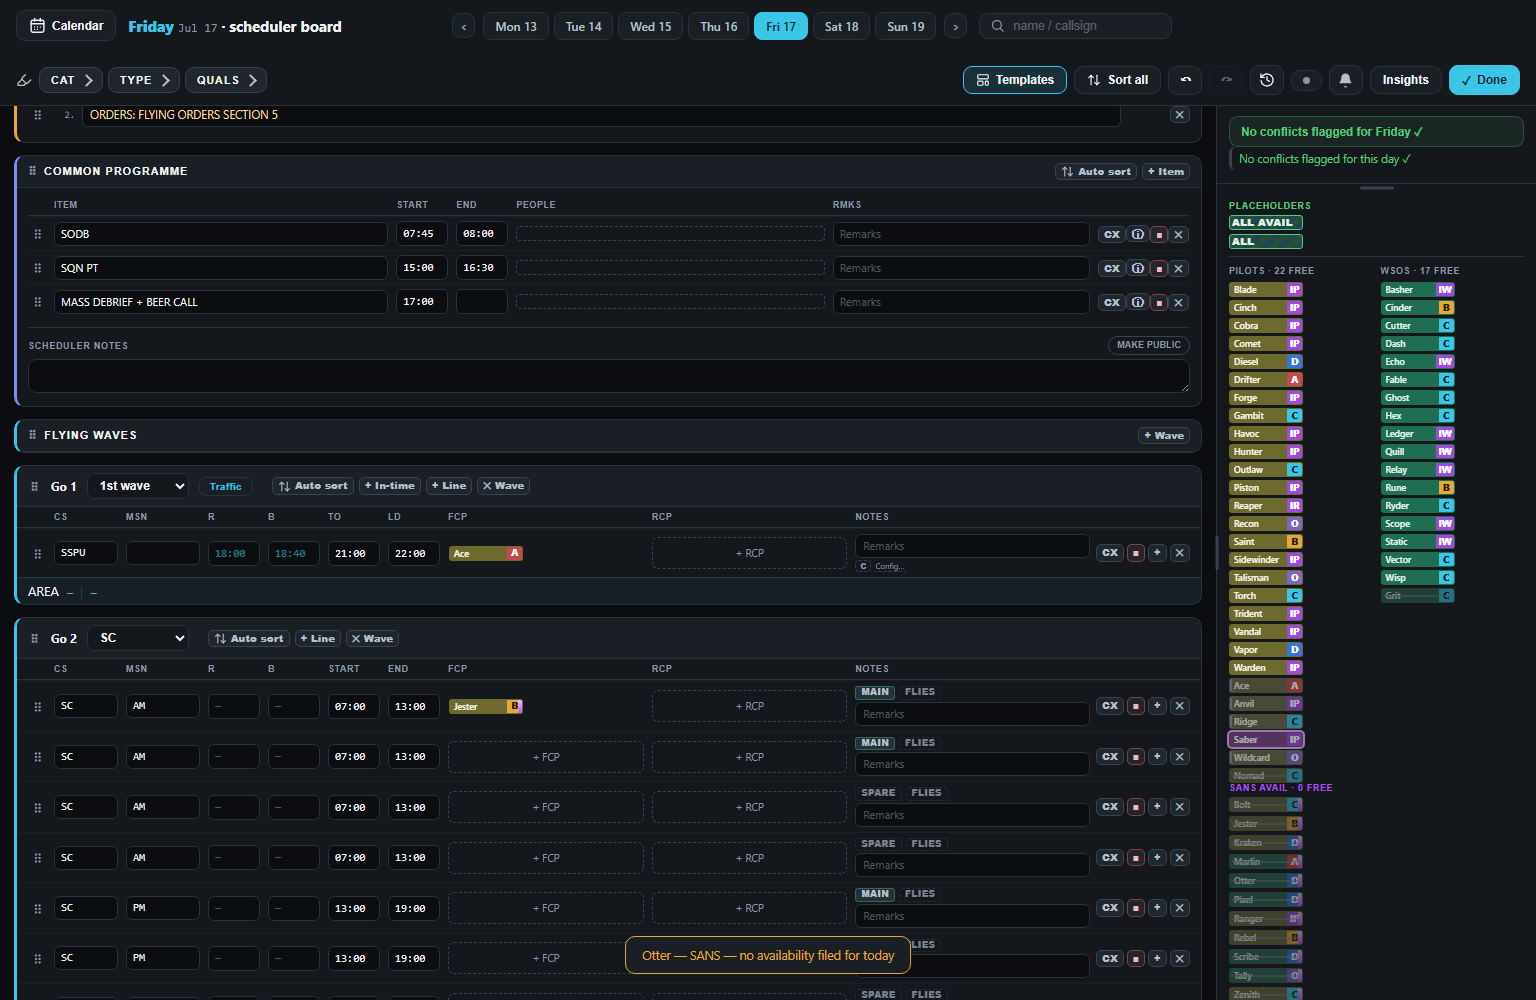 Calendar
Friday Jul 17 · scheduler board
‹ Mon 13 Tue 14 Wed 15 Thu 16 Fri 17 Sat 18 Sun 19 ›
name / callsign
CAT TYPE QUALS
Templates Sort all Insights ✓ Done
2. ORDERS: FLYING ORDERS SECTION 5
COMMON PROGRAMME Auto sort + Item
ITEM START END PEOPLE RMKS
SODB 07:45 08:00 Remarks CX
SQN PT 15:00 16:30 Remarks CX
MASS DEBRIEF + BEER CALL 17:00 Remarks CX
SCHEDULER NOTES MAKE PUBLIC
FLYING WAVES + Wave
Go 1 1st wave Traffic Auto sort + In-time + Line X Wave
CS MSN R B TO LD FCP RCP NOTES
SSPU 18:00 18:40 21:00 22:00 Ace A + RCP Remarks CX
C Config...
AREA – | –
Go 2 SC Auto sort + Line X Wave
CS MSN R B START END FCP RCP NOTES
MAIN FLIES
SC AM – – 07:00 13:00 Jester B + RCP Remarks CX
MAIN FLIES
SC AM – – 07:00 13:00 + FCP + RCP Remarks CX
SPARE FLIES
SC AM – – 07:00 13:00 + FCP + RCP Remarks CX
SPARE FLIES
SC AM – – 07:00 13:00 + FCP + RCP Remarks CX
MAIN FLIES
SC PM – – 13:00 19:00 + FCP + RCP Remarks CX
SC PM – – 13:00 19:00 + FCP CX
SPARE FLIES
Otter — SANS — no availability filed for today
No conflicts flagged for Friday ✓
No conflicts flagged for this day ✓
PLACEHOLDERS
ALL AVAIL
ALL
PILOTS · 22 FREE
Blade IP
Cinch IP
Cobra IP
Comet IP
Diesel D
Drifter A
Forge IP
Gambit C
Havoc IP
Hunter IP
Outlaw C
Piston IP
Reaper IR
Recon O
Saint B
Sidewinder IP
Talisman O
Torch C
Trident IP
Vandal IP
Vapor D
Warden IP
Ace A
Anvil IP
Ridge C
Saber IP
Wildcard O
Nomad C
WSOS · 17 FREE
Basher IW
Cinder B
Cutter C
Dash C
Echo IW
Fable C
Ghost C
Hex C
Ledger IW
Quill IW
Relay IW
Rune B
Ryder C
Scope IW
Static IW
Vector C
Wisp C
Grit C
SANS AVAIL · 0 FREE
Bolt C
Jester B
Kraken D
Marlin A
Otter D
Pixel D
Ranger IP
Rebel B
Scribe D
Tally O
Zenith C